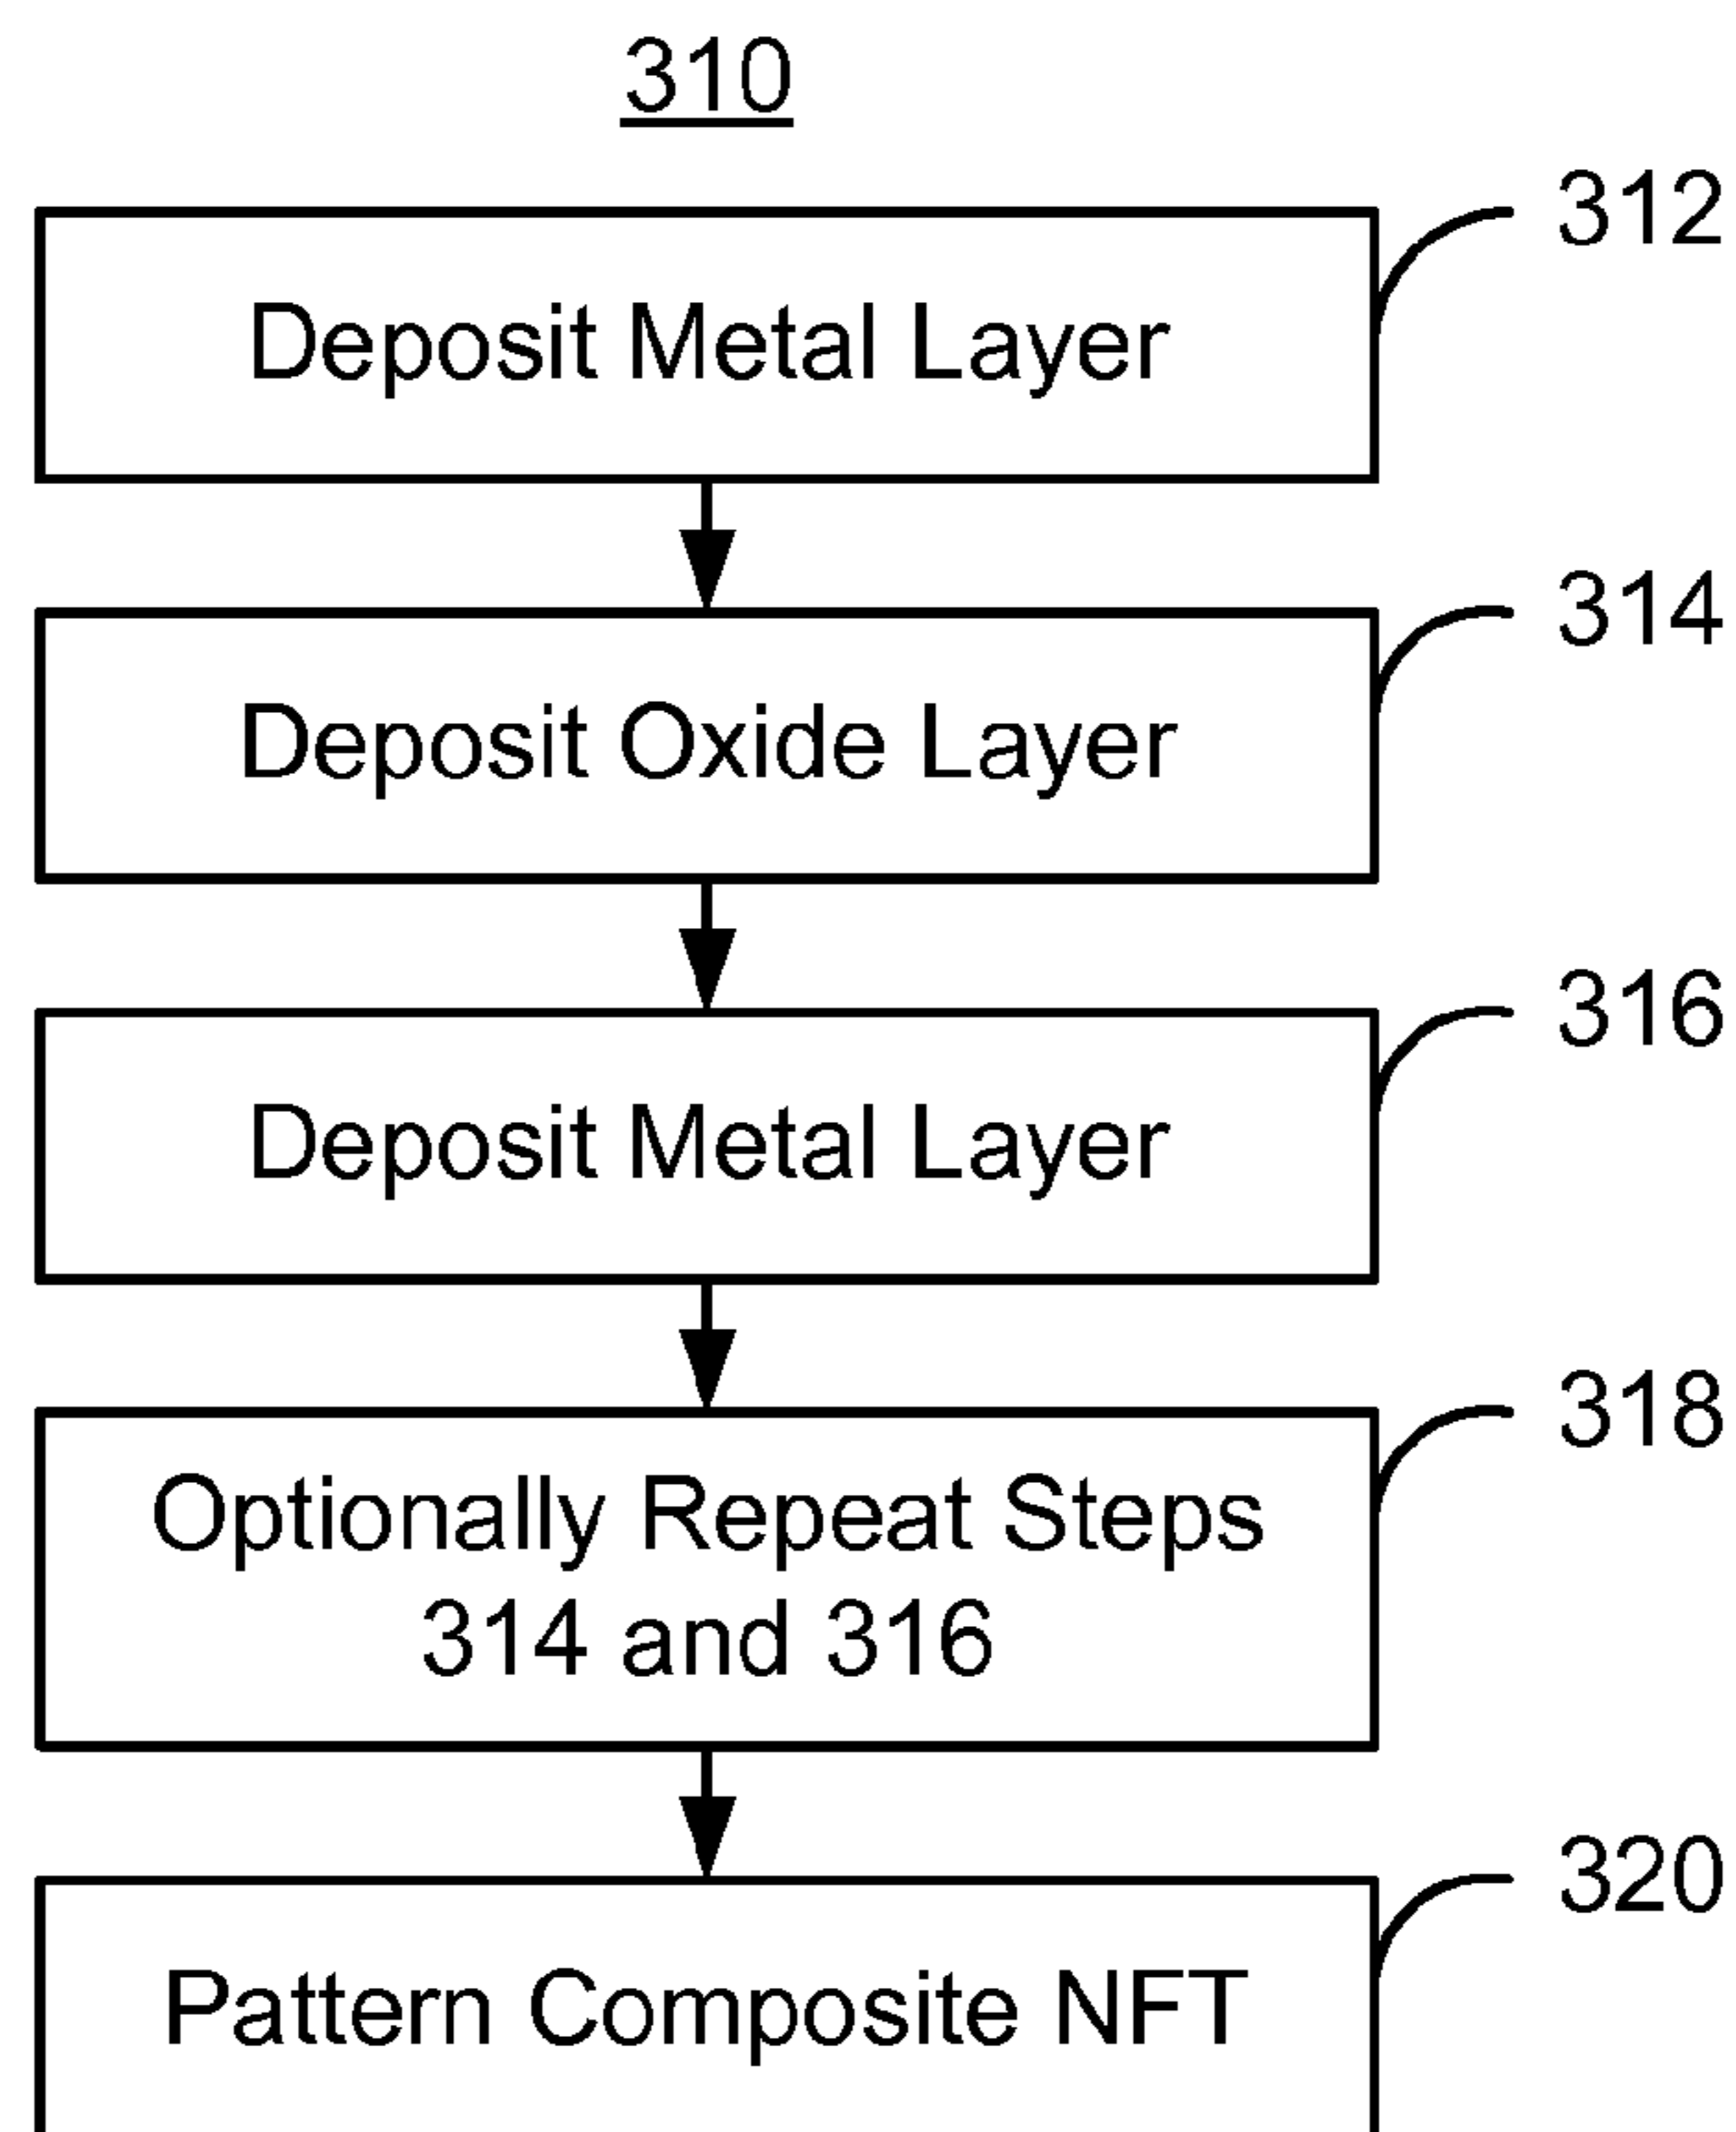 310
312
Deposit Metal Layer
314
Deposit Oxide Layer
316
Deposit Metal Layer
318
Optionally Repeat Steps
314 and 316
320
Pattern Composite NFT